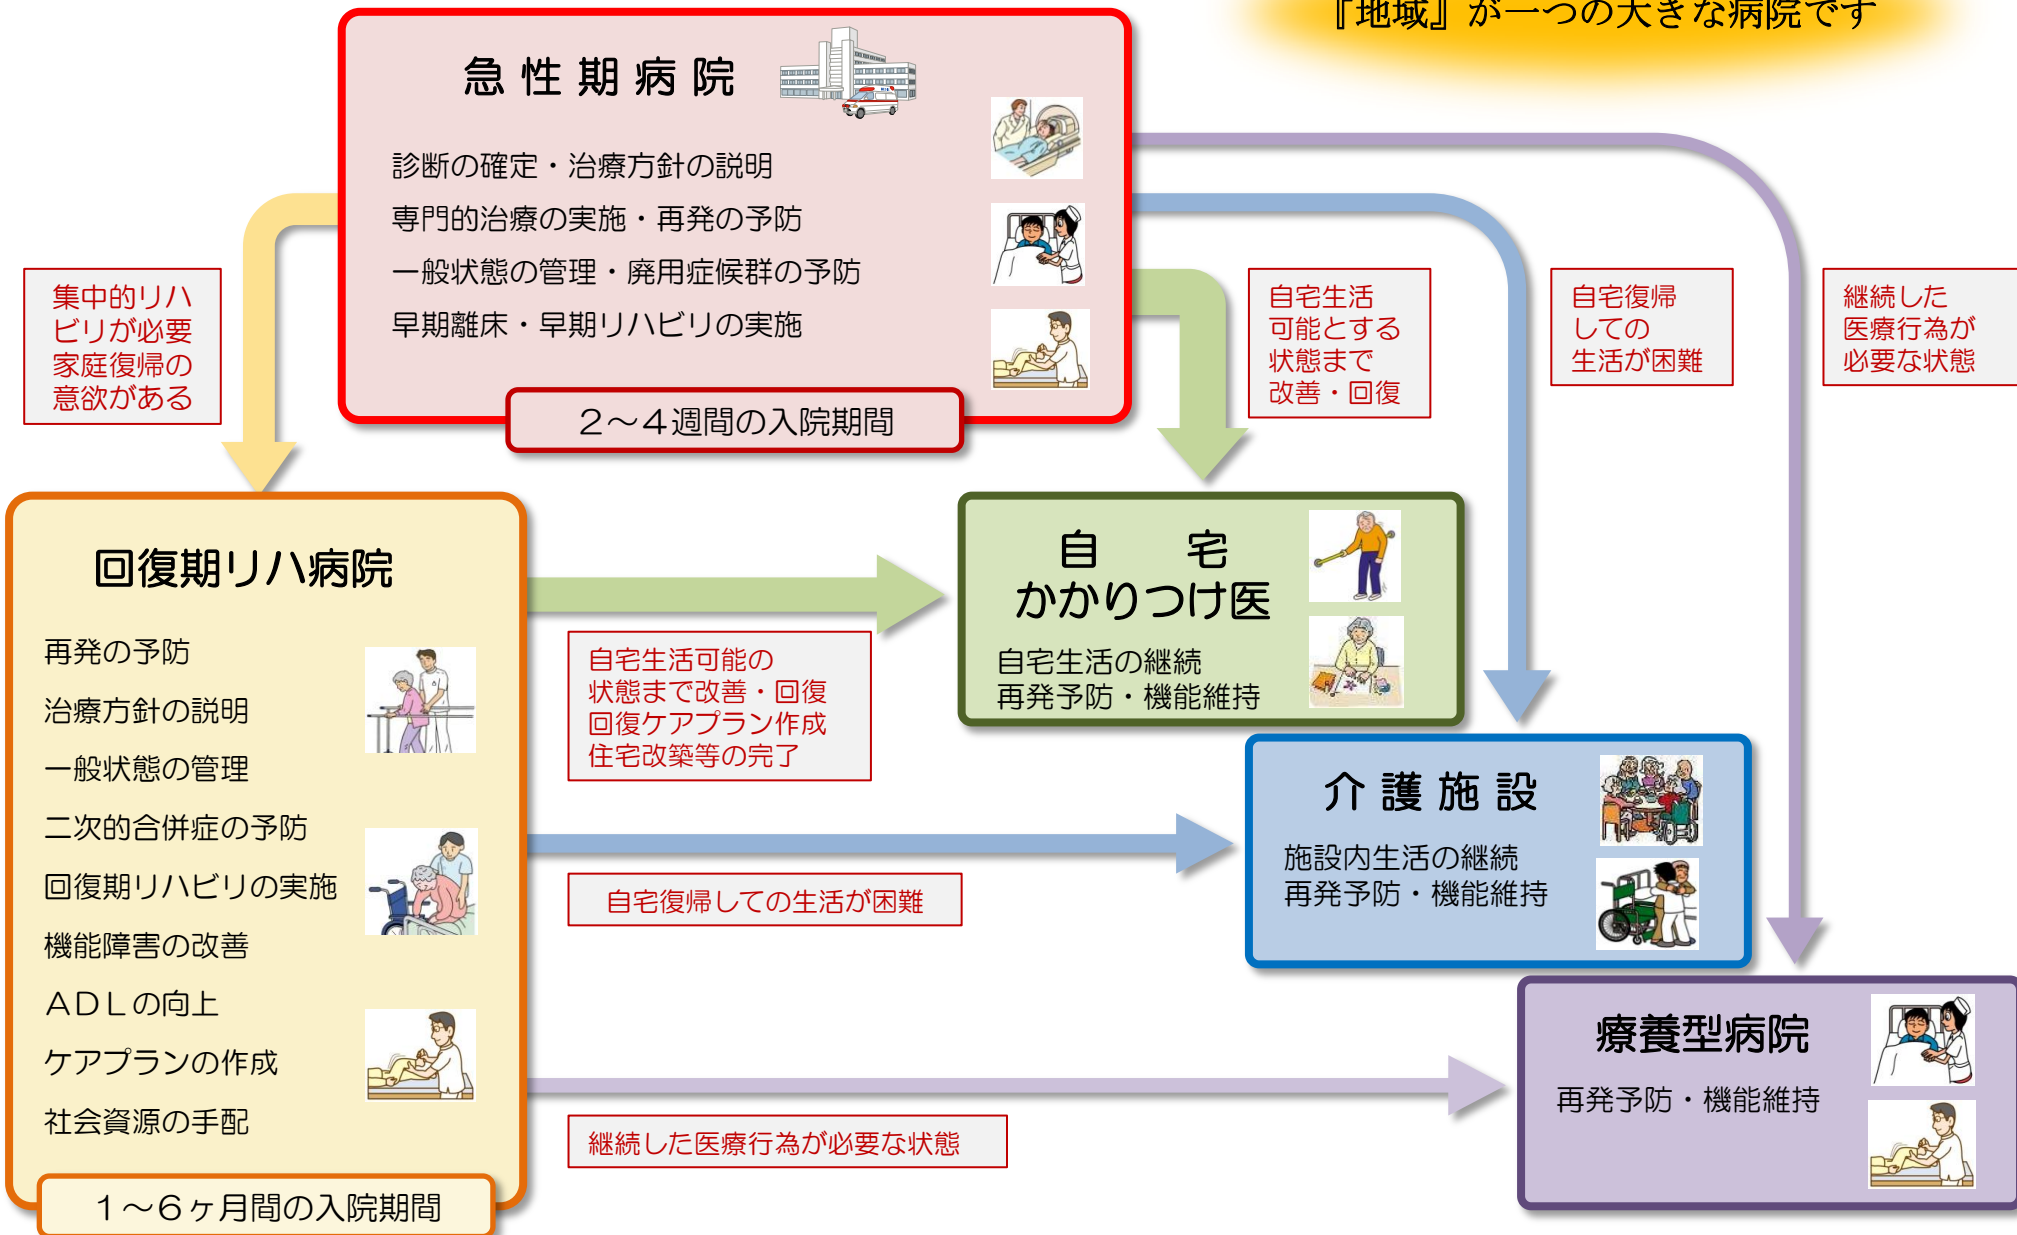 『地域』が一つの大きな病院です
急性期病院
診断の確定・治療方針の説明
専門的治療の実施・再発の予防
一般状態の管理・廃用症候群の予防
早期離床・早期リハビリの実施
2～4週間の入院期間
集中的リハ
ビリが必要
家庭復帰の
意欲がある
自宅生活
可能とする
状態まで
改善・回復
自宅復帰
しての
生活が困難
継続した
医療行為が
必要な状態
回復期リハ病院
再発の予防
治療方針の説明
一般状態の管理
二次的合併症の予防
回復期リハビリの実施
機能障害の改善
ADLの向上
ケアプランの作成
社会資源の手配
1～6ヶ月間の入院期間
自宅生活可能の
状態まで改善・回復
回復ケアプラン作成
住宅改築等の完了
自宅復帰しての生活が困難
継続した医療行為が必要な状態
自　宅
かかりつけ医
自宅生活の継続
再発予防・機能維持
介護施設
施設内生活の継続
再発予防・機能維持
療養型病院
再発予防・機能維持